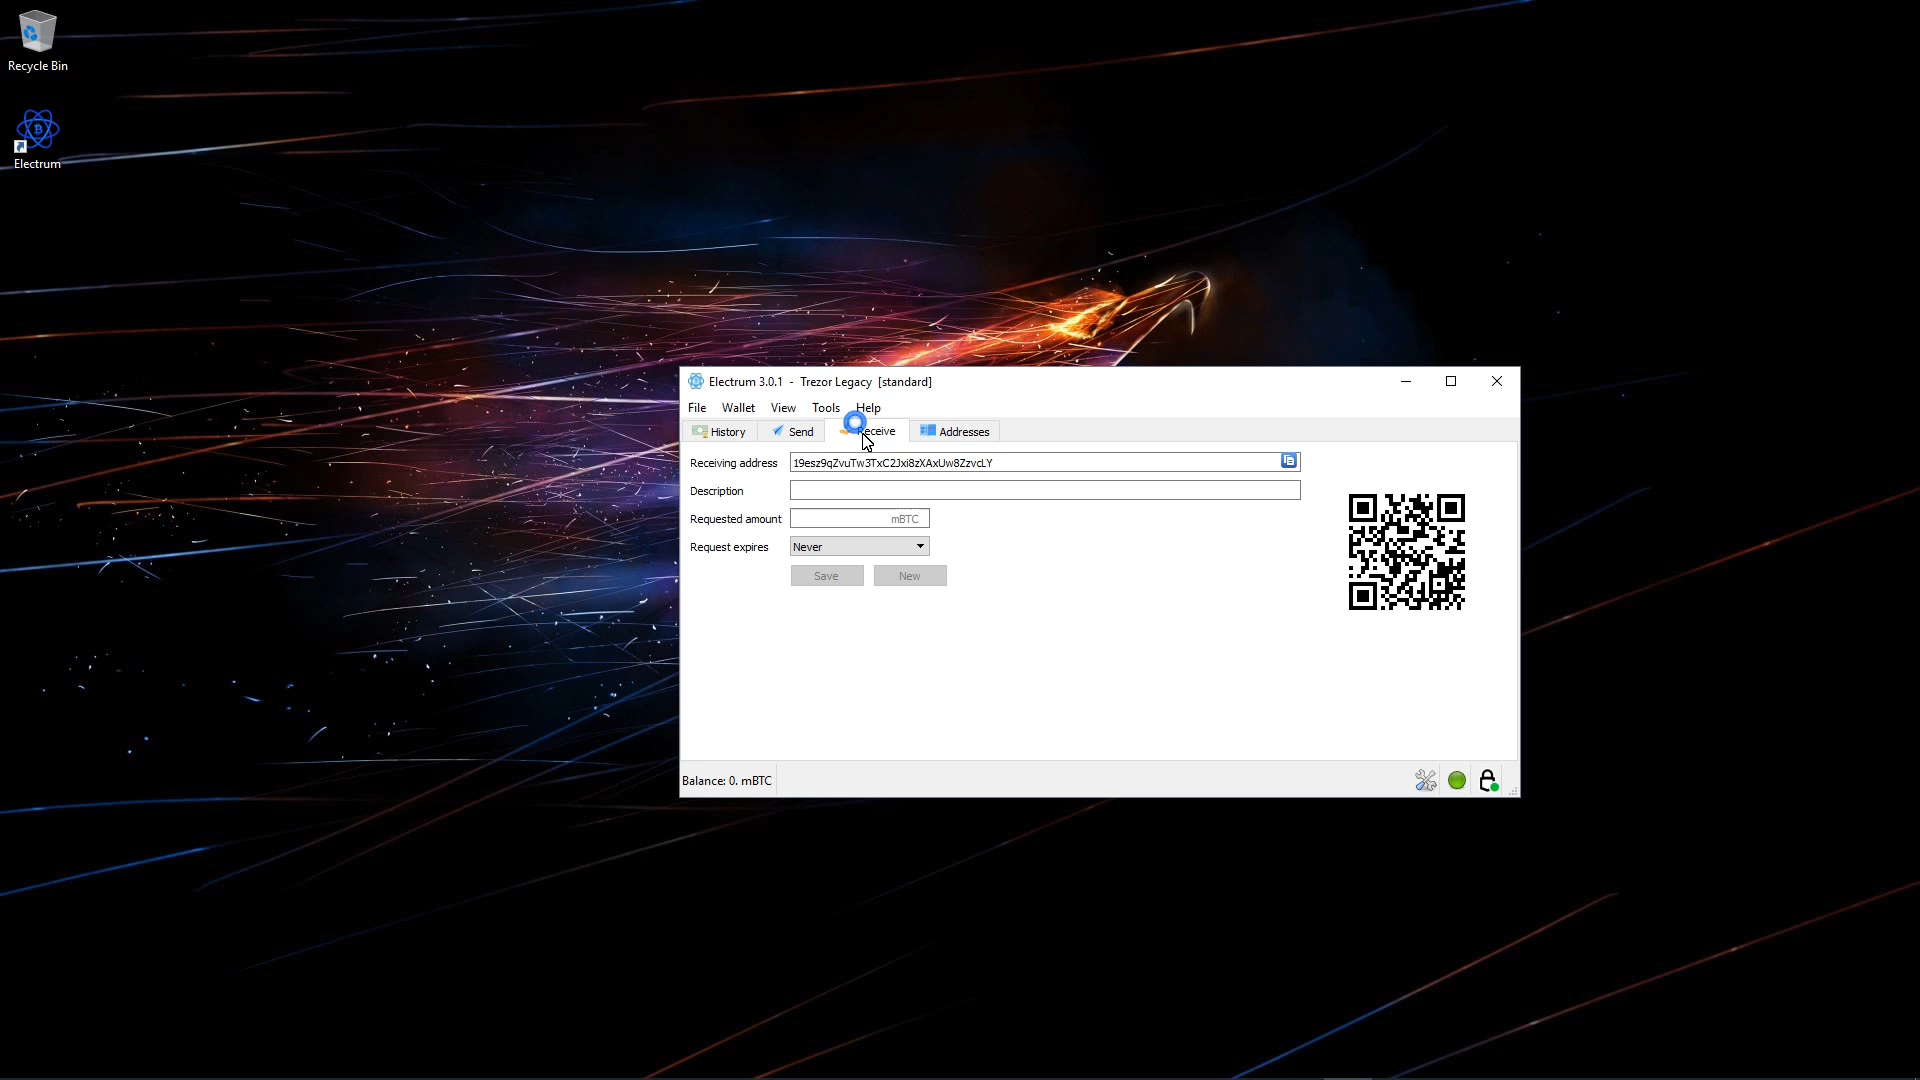 Recycle Bin
Electrum
Electrum 3.0.1 - Trezor Legacy [standard]
File Wallet View Tools Help
History Send Receive Addresses
Receiving address 19esz9qZvuTw3TxC2Jxi8zXAxUw8ZzvcLY
Description
Requested amount mBTC
Request expires Never
Save New
Balance: 0. mBTC